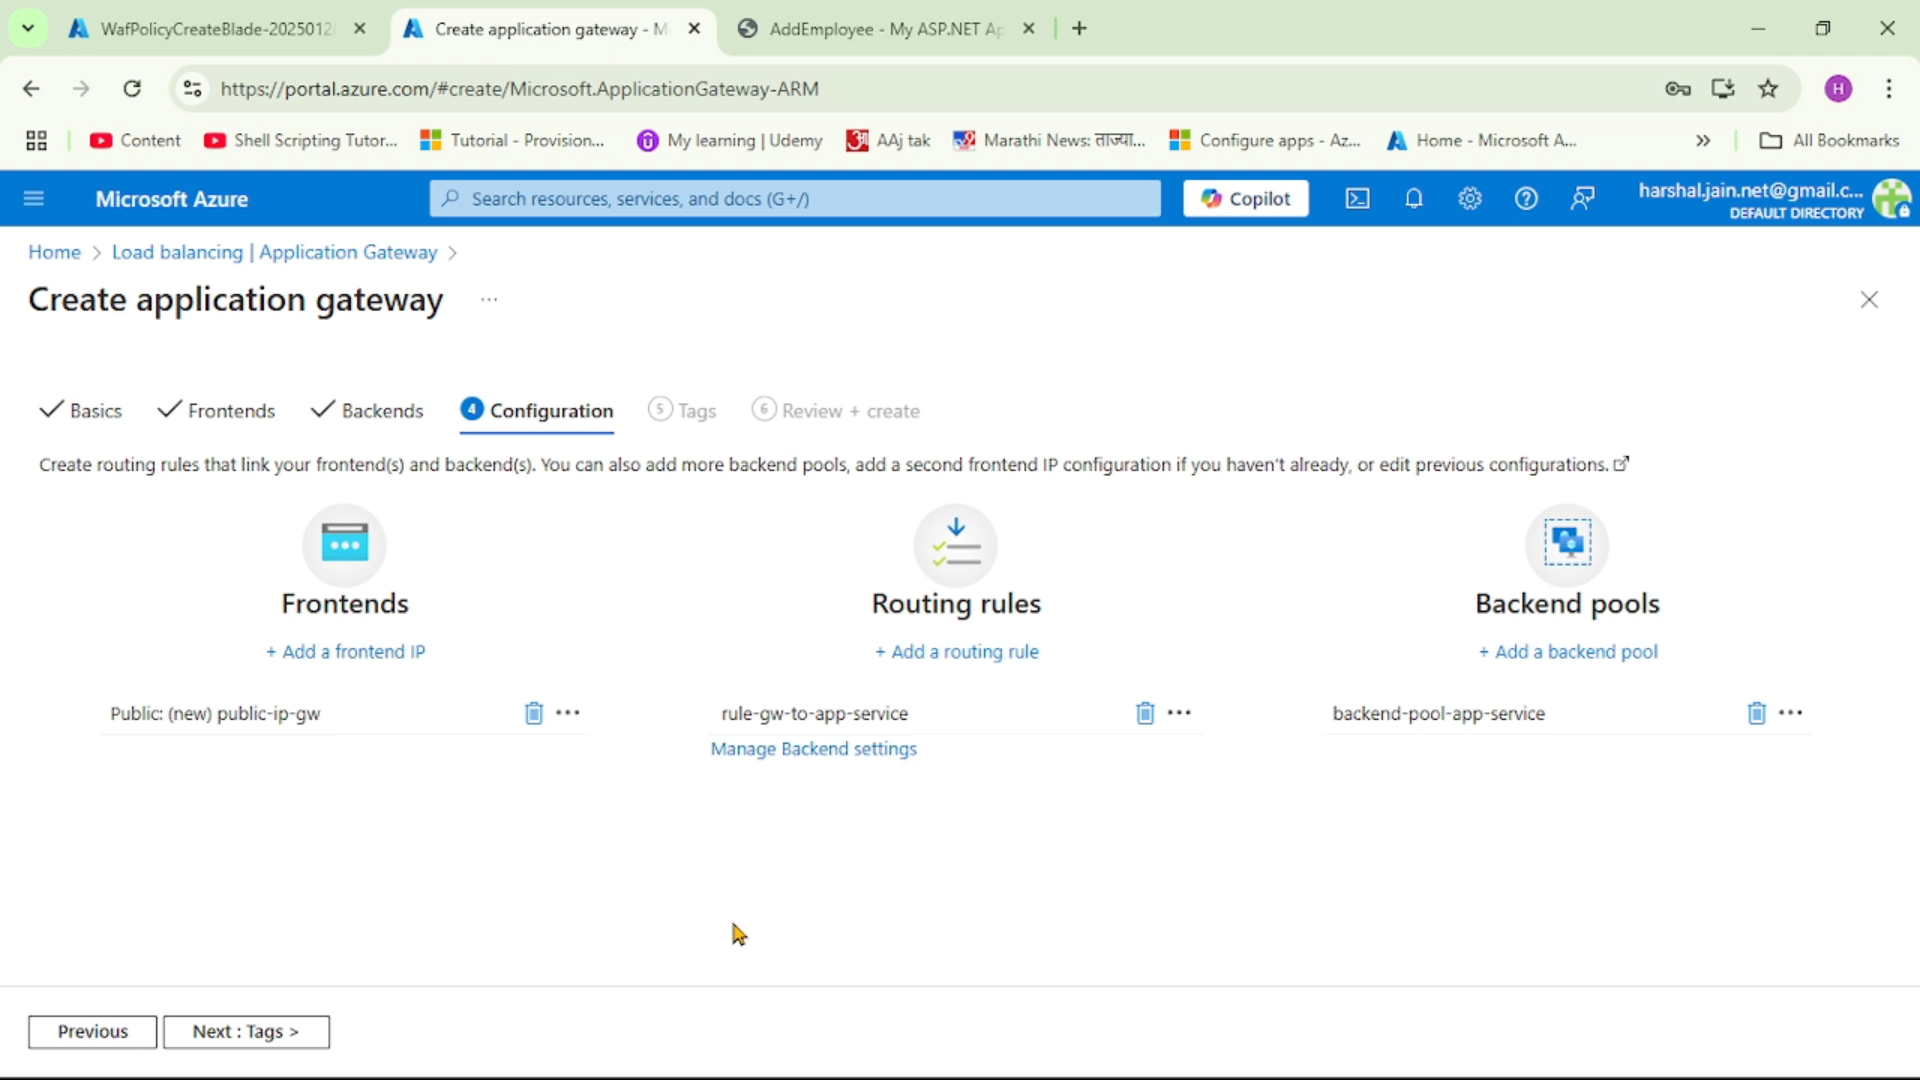 WafPolicyCreateBlade-2025012
Create application gateway - M
AddEmployee - My ASP.NET Ap
https://portal.azure.com/#create/Microsoft.ApplicationGateway-ARM
H
Content
Shell Scripting Tutor...
Tutorial - Provision...
My learning | Udemy
AAj tak
Marathi News: ताज्या...
Configure apps - Az...
Home - Microsoft A...
All Bookmarks
Microsoft Azure
Search resources, services, and docs (G+/)
Copilot
harshal.jain.net@gmail.c...
DEFAULT DIRECTORY
Home > Load balancing | Application Gateway >
Create application gateway ...
Basics
Frontends
Backends
4 Configuration
5 Tags
6 Review + create
Create routing rules that link your frontend(s) and backend(s). You can also add more backend pools, add a second frontend IP configuration if you haven't already, or edit previous configurations.
Frontends
+ Add a frontend IP
Public: (new) public-ip-gw
Routing rules
+ Add a routing rule
rule-gw-to-app-service
Manage Backend settings
Backend pools
+ Add a backend pool
backend-pool-app-service
Previous
Next : Tags >